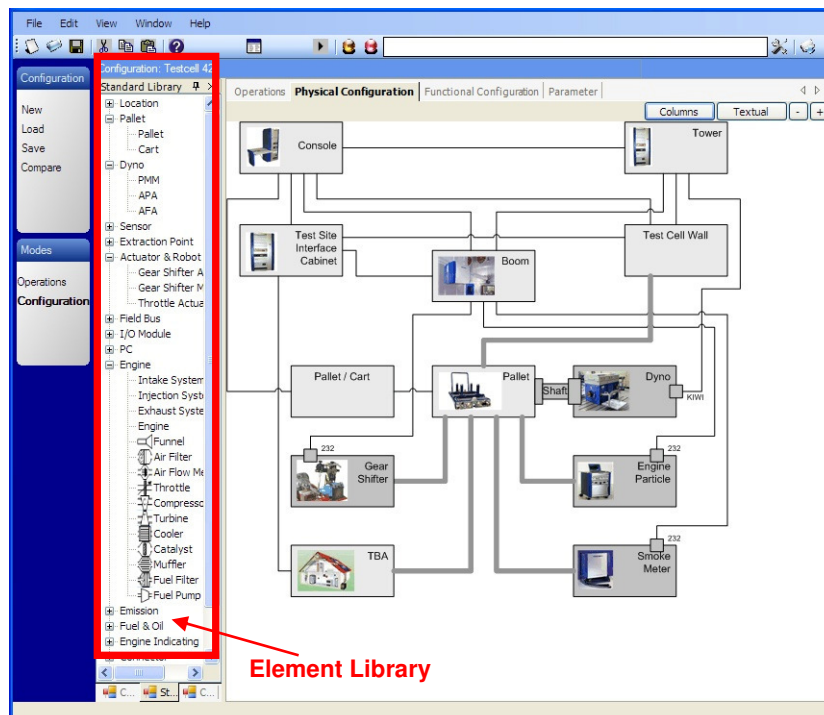 File Edit View Window Help
Configuration: Testcell 42
Configuration
New
Load
Save
Compare
Modes
Operations
Configuration
Standard Library
Location
Pallet
Pallet
Cart
Dyno
PMM
APA
AFA
Sensor
Extraction Point
Actuator & Robot
Gear Shifter A
Gear Shifter M
Throttle Actua
Field Bus
I/O Module
PC
Engine
Intake System
Injection Syst
Exhaust Syste
Engine
Funnel
Air Filter
Air Flow Me
Throttle
Compresso
Turbine
Cooler
Catalyst
Muffler
Fuel Filter
Fuel Pump
Emission
Fuel & Oil
Engine Indicating
Connector
C... St... C...
Operations Physical Configuration Functional Configuration Parameter
Columns Textual - +
Console
Tower
Test Site
Interface
Cabinet
Boom
Test Cell Wall
Pallet / Cart
Pallet
Shaft
Dyno
KIWI
232
Gear
Shifter
232
Engine
Particle
TBA
232
Smoke
Meter
Element Library